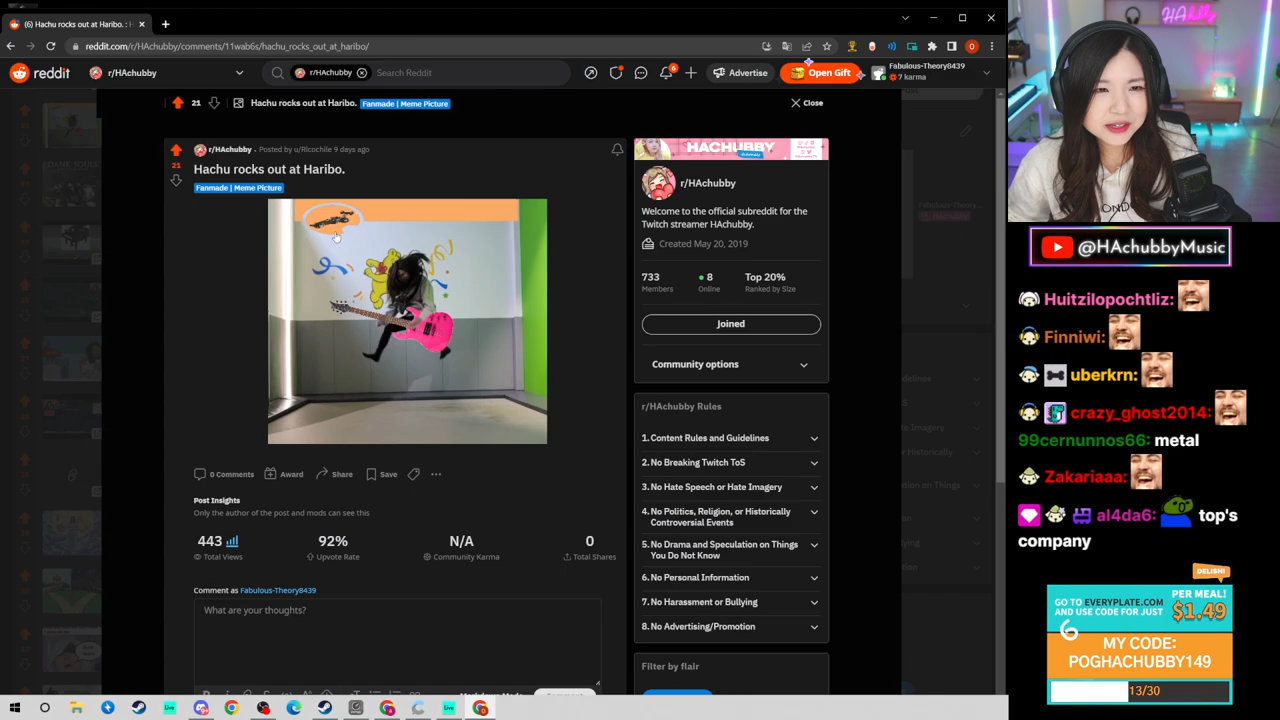 (6) Hachu rocks out at Haribo. : H
reddit.com/r/HAchubby/comments/11wab6s/hachu_rocks_out_at_haribo/
reddit
r/HAchubby
r/HAchubby
Search Reddit
6
Advertise
Open Gift
Fabulous-Theory8439
7 karma
21
Hachu rocks out at Haribo.
Fanmade | Meme Picture
Close
r/HAchubby
Posted by u/Ricochlie 9 days ago
21
Hachu rocks out at Haribo.
Fanmade | Meme Picture
0 Comments
Award
Share
Save
Post Insights
Only the author of the post and mods can see this
443
92%
N/A
0
Total Views
Upvote Rate
Community Karma
Total Shares
Comment as Fabulous-Theory8439
What are your thoughts?
Markdown Mode
HACHUBBY
r/HAchubby
Welcome to the official subreddit for the
Twitch streamer HAchubby.
Created May 20, 2019
733
8
Top 20%
Members
Online
Ranked by Size
Joined
Community options
r/HAchubby Rules
1. Content Rules and Guidelines
2. No Breaking Twitch ToS
3. No Hate Speech or Hate Imagery
4. No Politics, Religion, or Historically
Controversial Events
5. No Drama and Speculation on Things
You Do Not Know
6. No Personal Information
7. No Harassment or Bullying
8. No Advertising/Promotion
Filter by flair
@HAchubbyMusic
Huitzilopochtliz:
Finniwi:
uberkrn:
crazy_ghost2014:
99cernunnos66: metal
Zakariaaa:
al4da6: top's
company
DELISH!
GO TO EVERYPLATE.COM
AND USE CODE FOR JUST
PER MEAL!
$1.49
6
MY CODE:
POGHACHUBBY149
13/30